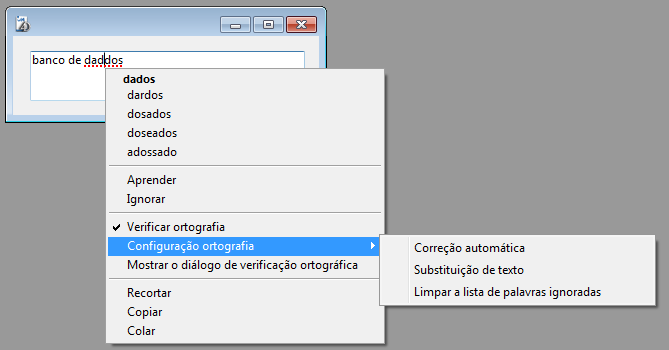 banco de daddos
dados
dardos
dosados
doseados
adossado
Aprender
Ignorar
Verificar ortografia
Configuração ortografia
Mostrar o diálogo de verificação ortográfica
Recortar
Copiar
Colar
Correção automática
Substituição de texto
Limpar a lista de palavras ignoradas